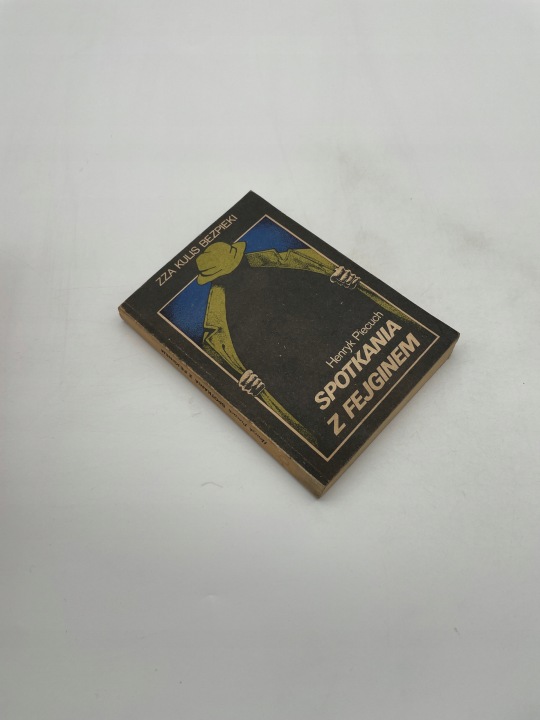 ZZA KULIS BEZPIEKI
Henryk Piecuch
SPOTKANIA
Z FEJGINEM